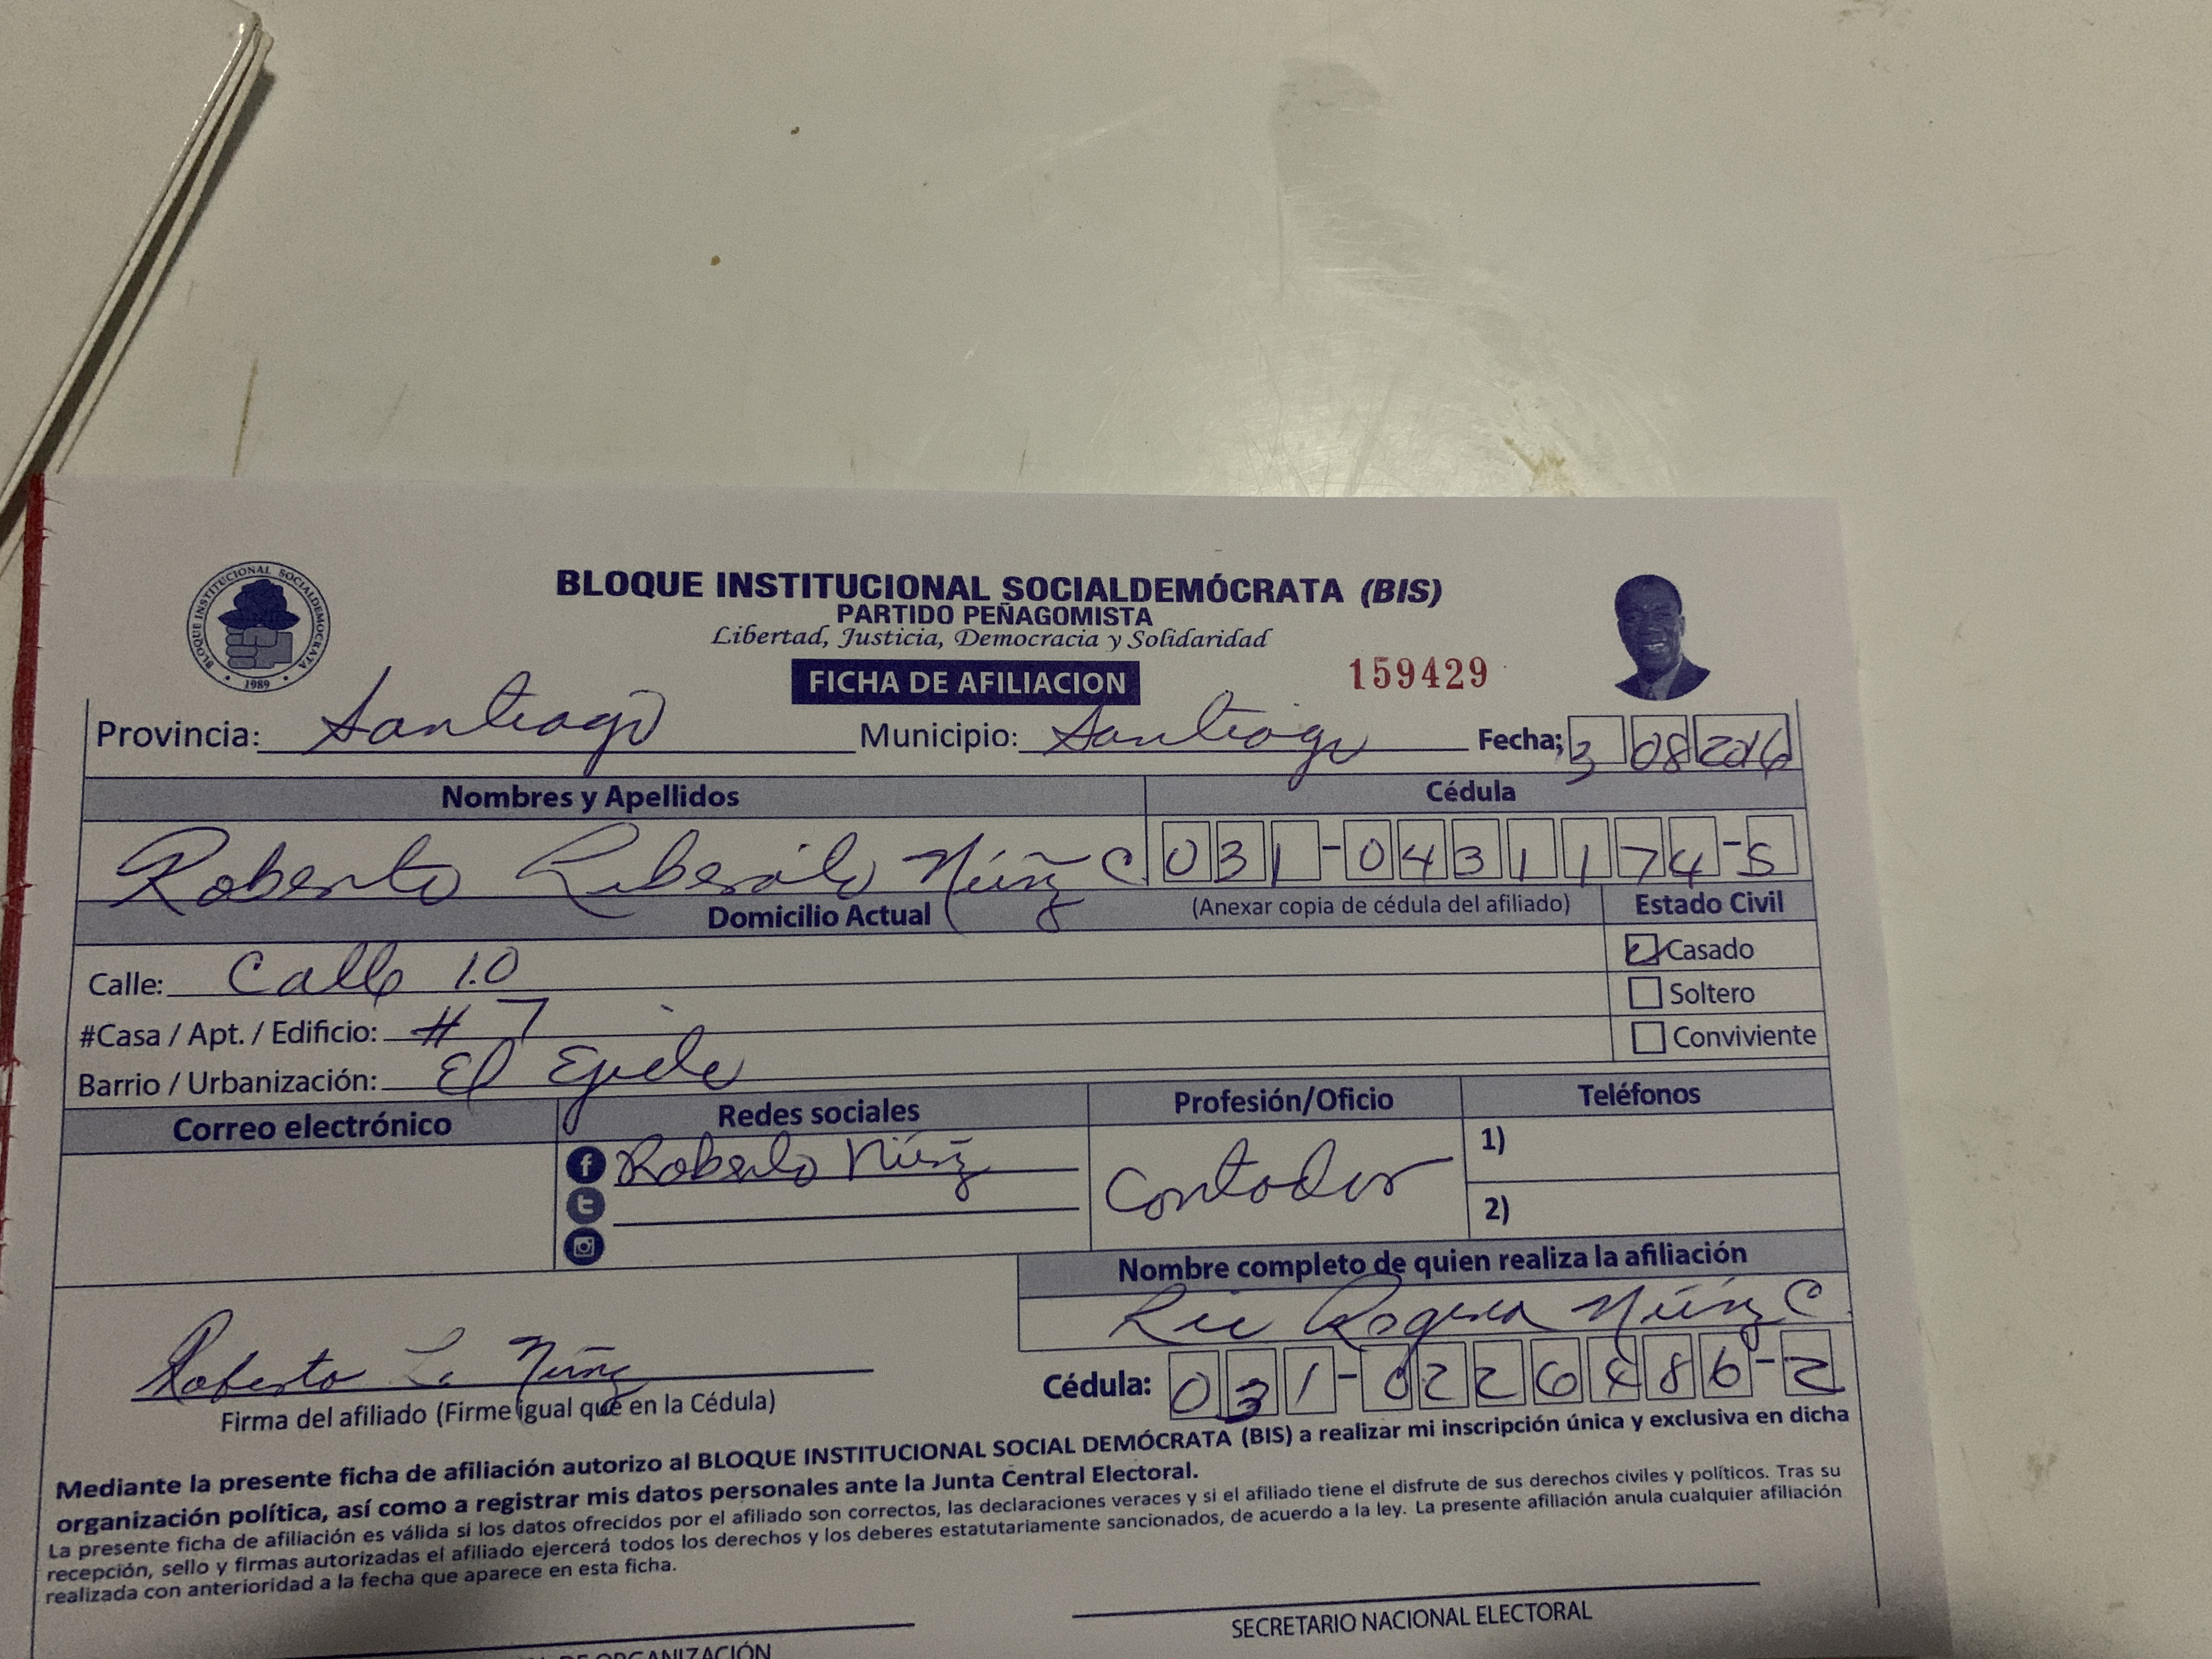 BLOQUE INSTITUCIONAL SOCIALDEMÓCRATA
1989
BLOQUE INSTITUCIONAL SOCIALDEMÓCRATA (BIS)
PARTIDO PEÑAGOMISTA
Libertad, Justicia, Democracia y Solidaridad
FICHA DE AFILIACION 159429
Provincia: Santiago Municipio: Santiago Fecha: 3 08
Nombres y Apellidos Cédula
Roberto Núñez C 031-0431174-5
Domicilio Actual (Anexar copia de cédula del afiliado) Estado Civil
Casado
Calle: Calle 10
Soltero
#Casa / Apt. / Edificio: # 7
Conviviente
Barrio / Urbanización: El
Correo electrónico Redes sociales Profesión/Oficio Teléfonos
f Roberto Núñez Contador 1)
t 2)
Nombre completo de quien realiza la afiliación
Núñez C.
Roberto Núñez
Firma del afiliado (Firme igual que en la Cédula)
Cédula: 031-0226486-2
Mediante la presente ficha de afiliación autorizo al BLOQUE INSTITUCIONAL SOCIAL DEMÓCRATA (BIS) a realizar mi inscripción única y exclusiva en dicha
organización política, así como a registrar mis datos personales ante la Junta Central Electoral.
La presente ficha de afiliación es válida si los datos ofrecidos por el afiliado son correctos, las declaraciones veraces y si el afiliado tiene el disfrute de sus derechos civiles y políticos. Tras su
recepción, sello y firmas autorizadas el afiliado ejercerá todos los derechos y los deberes estatutariamente sancionados, de acuerdo a la ley. La presente afiliación anula cualquier afiliación
realizada con anterioridad a la fecha que aparece en esta ficha.
DE ORGANIZACIÓN SECRETARIO NACIONAL ELECTORAL